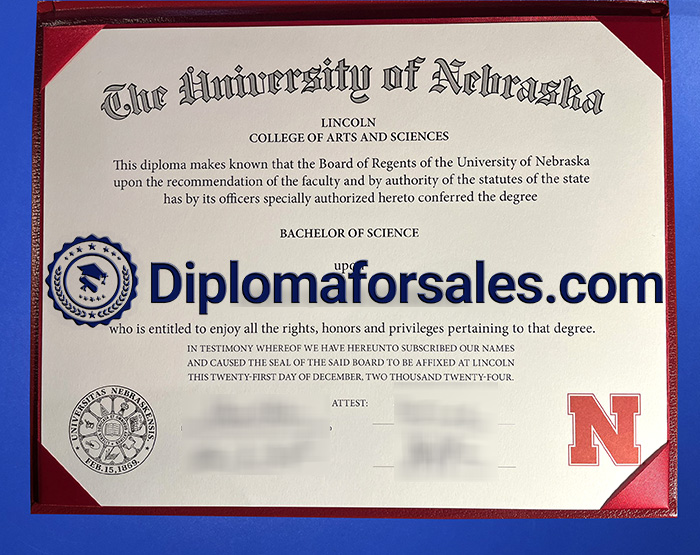 The University of Nebraska
LINCOLN
COLLEGE OF ARTS AND SCIENCES
This diploma makes known that the Board of Regents of the University of Nebraska
upon the recommendation of the faculty and by authority of the statutes of the state
has by its officers specially authorized hereto conferred the degree
BACHELOR OF SCIENCE
upon
Diplomaforsales.com
who is entitled to enjoy all the rights, honors and privileges pertaining to that degree.
IN TESTIMONY WHEREOF WE HAVE HEREUNTO SUBSCRIBED OUR NAMES
AND CAUSED THE SEAL OF THE SAID BOARD TO BE AFFIXED AT LINCOLN
THIS TWENTY-FIRST DAY OF DECEMBER, TWO THOUSAND TWENTY-FOUR.
ATTEST:
UNIVERSITAS NEBRASKENSIS
FEB. 15, 1869.
N